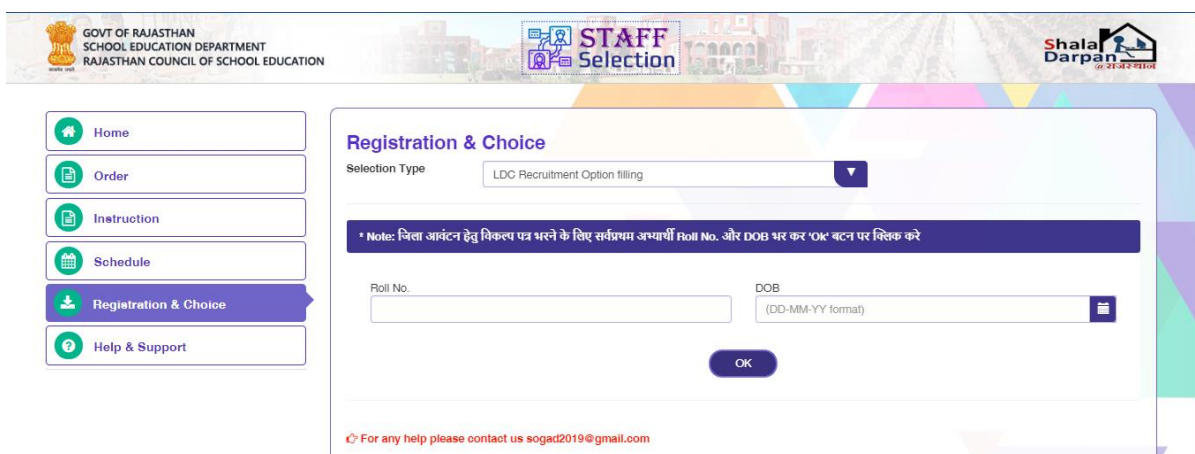 GOVT OF RAJASTHAN
SCHOOL EDUCATION DEPARTMENT
RAJASTHAN COUNCIL OF SCHOOL EDUCATION
STAFF
Selection
Shala
Darpan
@ राजस्थान
Home
Order
Instruction
Schedule
Registration & Choice
Help & Support
Registration & Choice
Selection Type
LDC Recruitment Option filling
* Note: जिला आवंटन हेतु विकल्प पत्र भरने के लिए सर्वप्रथम अभ्यार्थी Roll No. और DOB भर कर 'Ok' बटन पर क्लिक करे
Roll No.
DOB
(DD-MM-YY format)
OK
For any help please contact us sogad2019@gmail.com